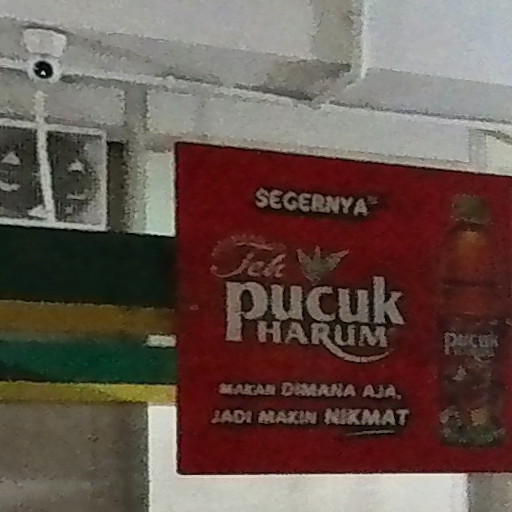 SEGERNYA
Teh
pucuk
HARUM
MAKAN DIMANA AJA,
JADI MAKIN NIKMAT
pucuk